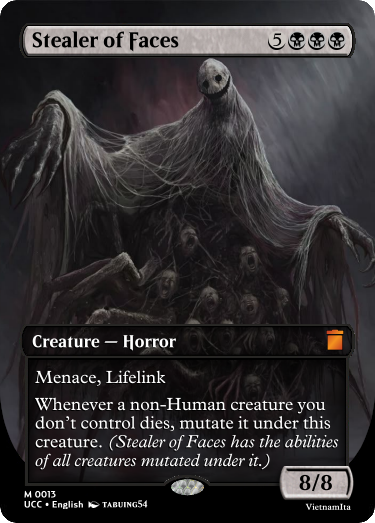 Stealer of Faces 5
Creature — Horror
Menace, Lifelink
Whenever a non-Human creature you
don't control dies, mutate it under this
creature. (Stealer of Faces has the abilities
of all creatures mutated under it.)
8/8
M 0013
UCC • English TABUING54
VietnamIta